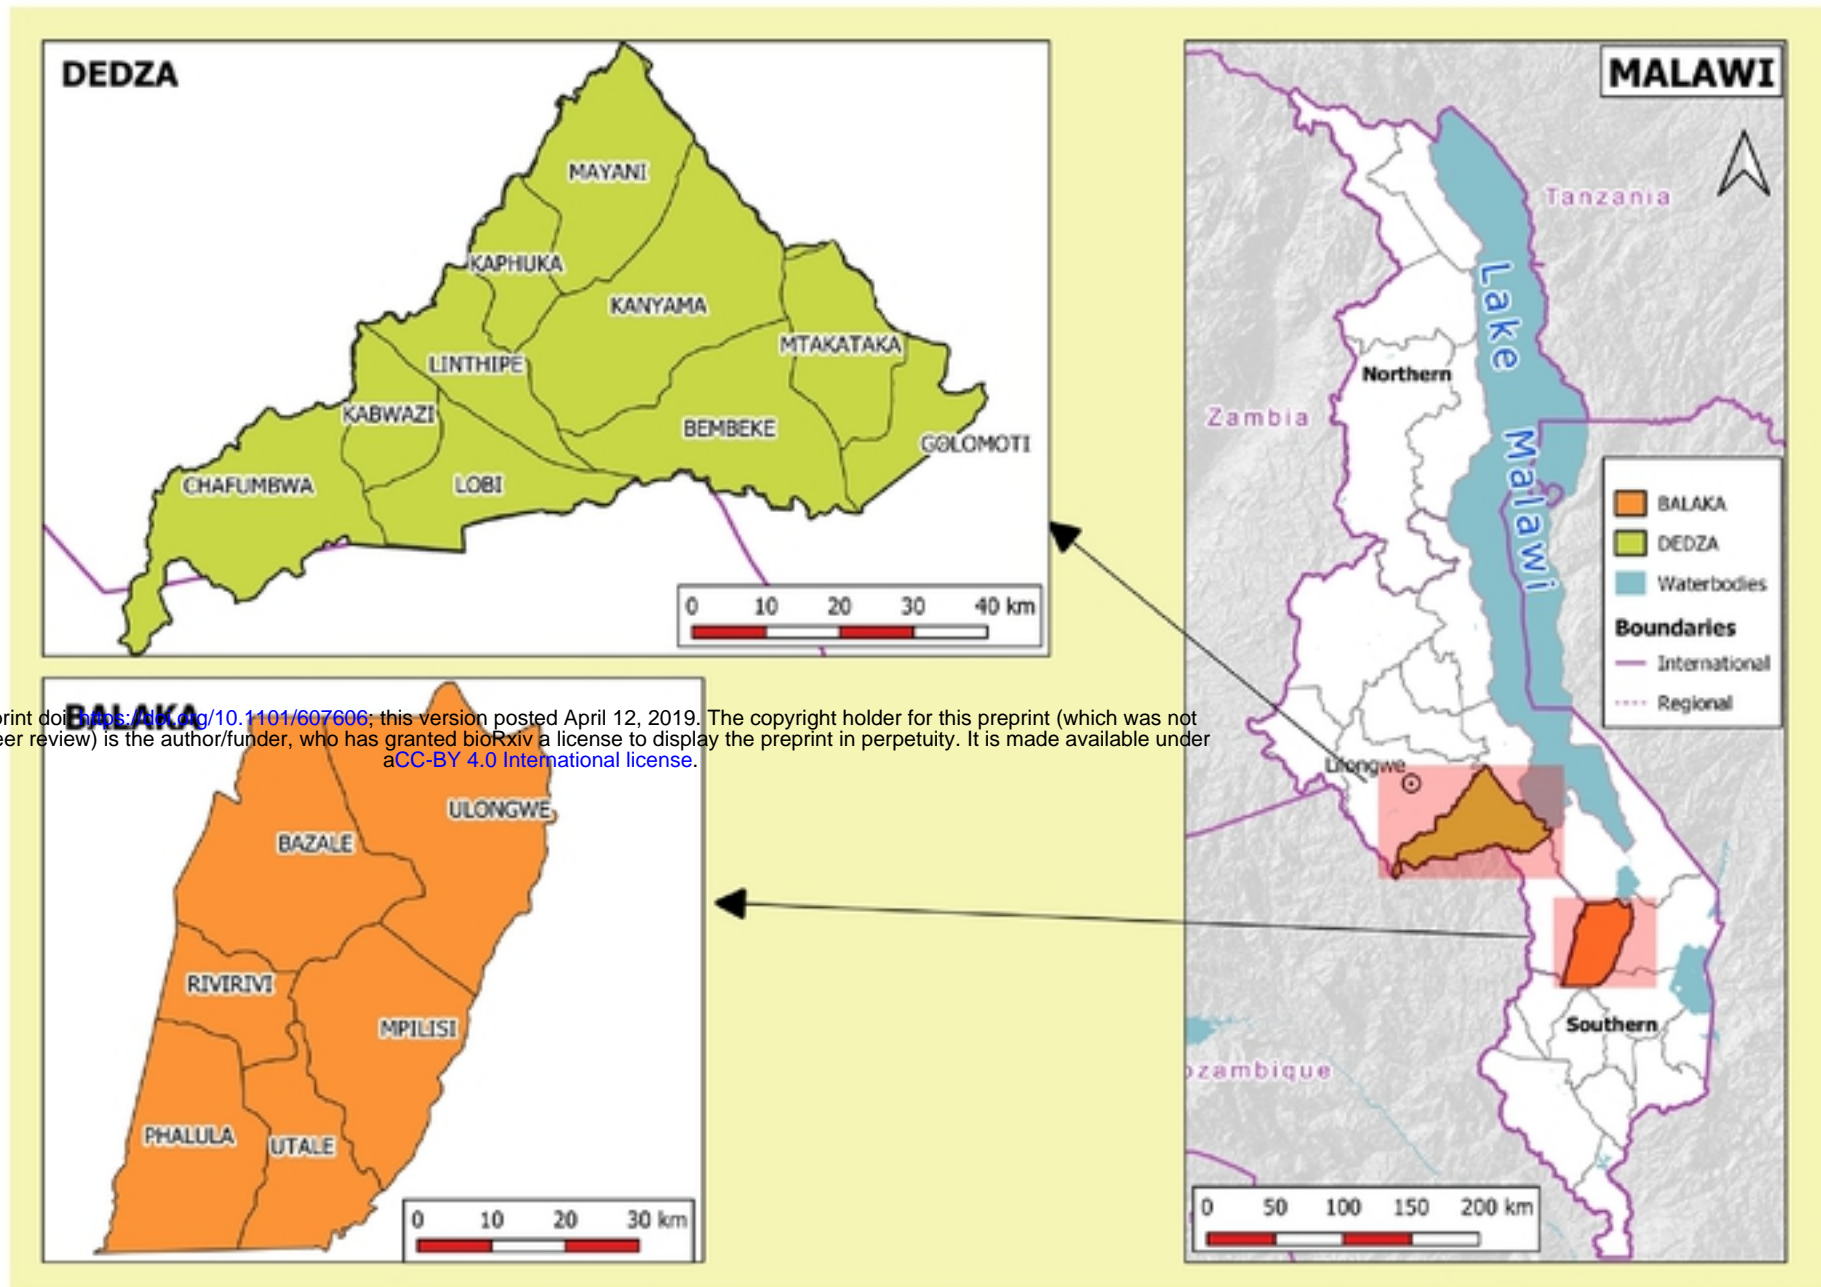 DEDZA
MAYANI
KAPHUKA
KANYAMA
MTAKATAKA
LINTHIPE
KABWAZI
BEMBEKE
GOLOMOTI
CHAFUMBWA
LOBI
0 10 20 30 40 km
BALAKA
print doi: https://doi.org/10.1101/607606; this version posted April 12, 2019. The copyright holder for this preprint (which was not
eer review) is the author/funder, who has granted bioRxiv a license to display the preprint in perpetuity. It is made available under
aCC-BY 4.0 International license.
ULONGWE
BAZALE
RIVIRIVI
MPILISI
PHALULA
UTALE
0 10 20 30 km
MALAWI
Tanzania
Lake Malawi
Northern
Zambia
BALAKA
DEDZA
Waterbodies
Boundaries
International
Regional
Lilongwe
Southern
ozambique
0 50 100 150 200 km